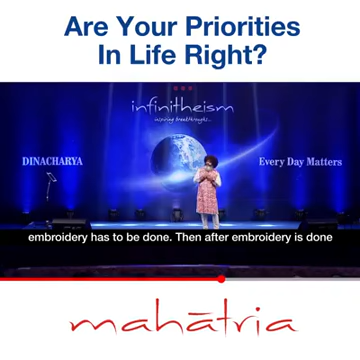 Are Your Priorities
In Life Right?
infinitheism
inspiring breakthroughs...
DINACHARYA
Every Day Matters
embroidery has to be done. Then after embroidery is done
mahātria